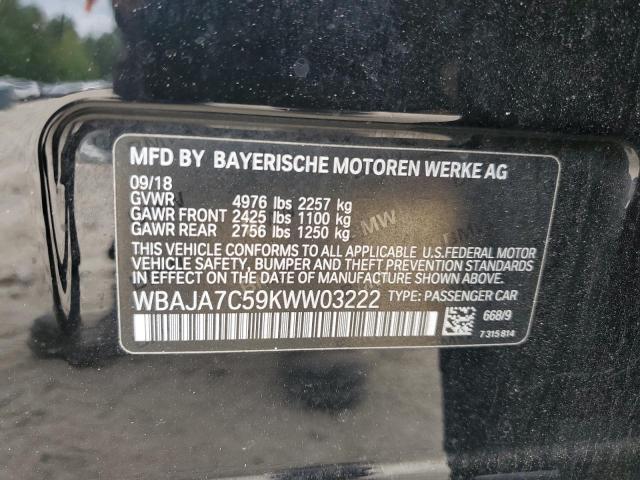 MFD BY BAYERISCHE MOTOREN WERKE AG
09/18
GVWR 4976 lbs 2257 kg
GAWR FRONT 2425 lbs 1100 kg
GAWR REAR 2756 lbs 1250 kg
THIS VEHICLE CONFORMS TO ALL APPLICABLE U.S.FEDERAL MOTOR
VEHICLE SAFETY, BUMPER AND THEFT PREVENTION STANDARDS
IN EFFECT ON THE DATE OF MANUFACTURE SHOWN ABOVE.
WBAJA7C59KWW03222 TYPE: PASSENGER CAR
668/9
7315814